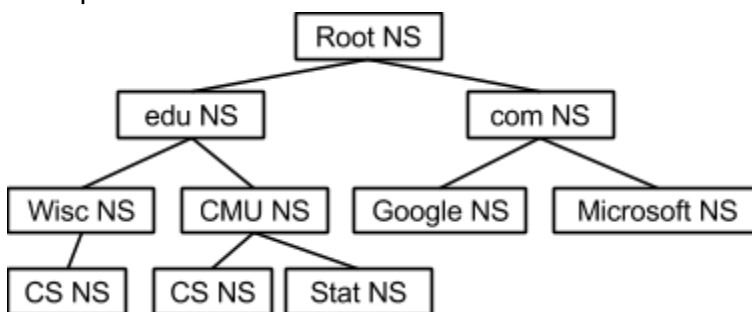 Root NS
edu NS
com NS
Wisc NS
CMU NS
Google NS
Microsoft NS
CS NS
CS NS
Stat NS